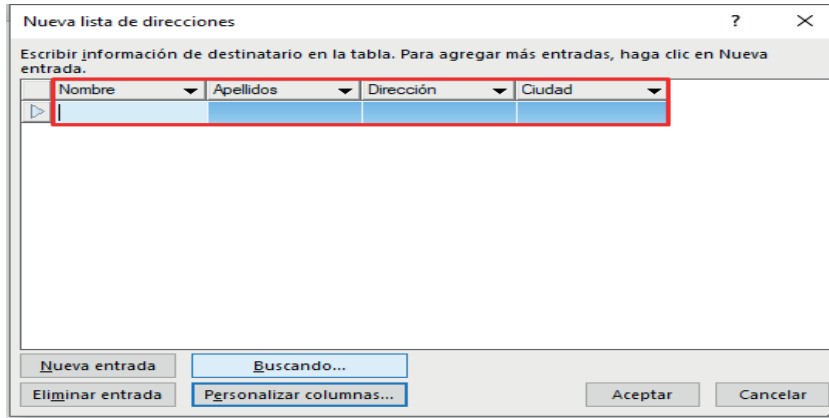 Nueva lista de direcciones ?
Escribir información de destinatario en la tabla. Para agregar más entradas, haga clic en Nueva
entrada.
Nombre Apellidos Dirección Ciudad
Nueva entrada Buscando...
Eliminar entrada Personalizar columnas... Aceptar Cancelar